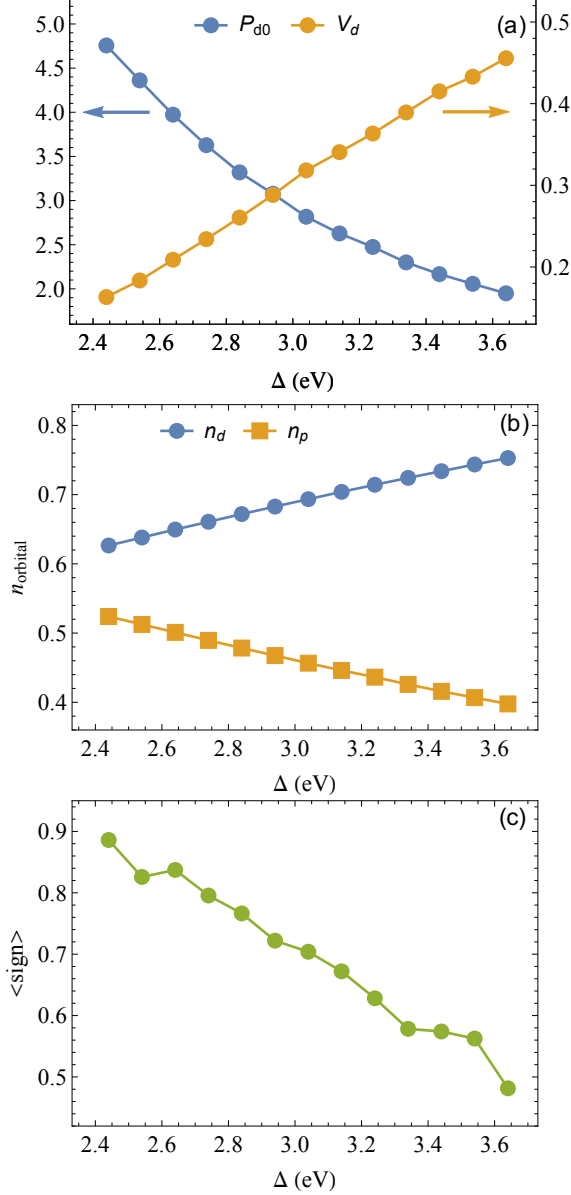 P_d0 V_d (a)
5.0 0.5
4.5
4.0 0.4
3.5
3.0 0.3
2.5
2.0 0.2
2.4 2.6 2.8 3.0 3.2 3.4 3.6
Δ (eV)
n_d n_p (b)
0.8
0.7
0.6
0.5
0.4
n_orbital
2.4 2.6 2.8 3.0 3.2 3.4 3.6
Δ (eV)
(c)
0.9
0.8
0.7
0.6
0.5
<sign>
2.4 2.6 2.8 3.0 3.2 3.4 3.6
Δ (eV)